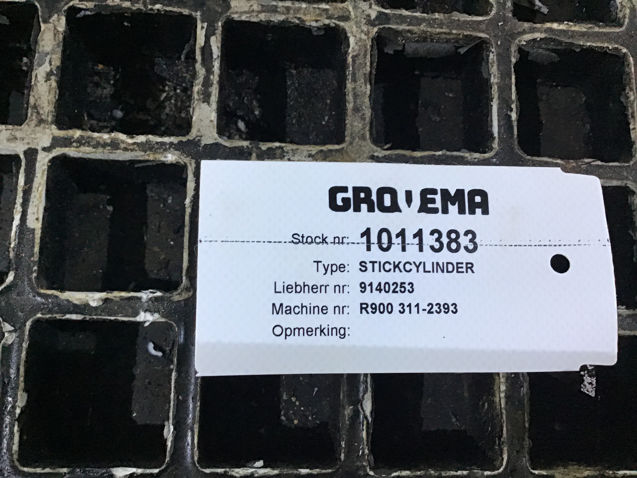 GROVEMA
Stock nr: 1011383
Type: STICKCYLINDER
Liebherr nr: 9140253
Machine nr: R900 311-2393
Opmerking: